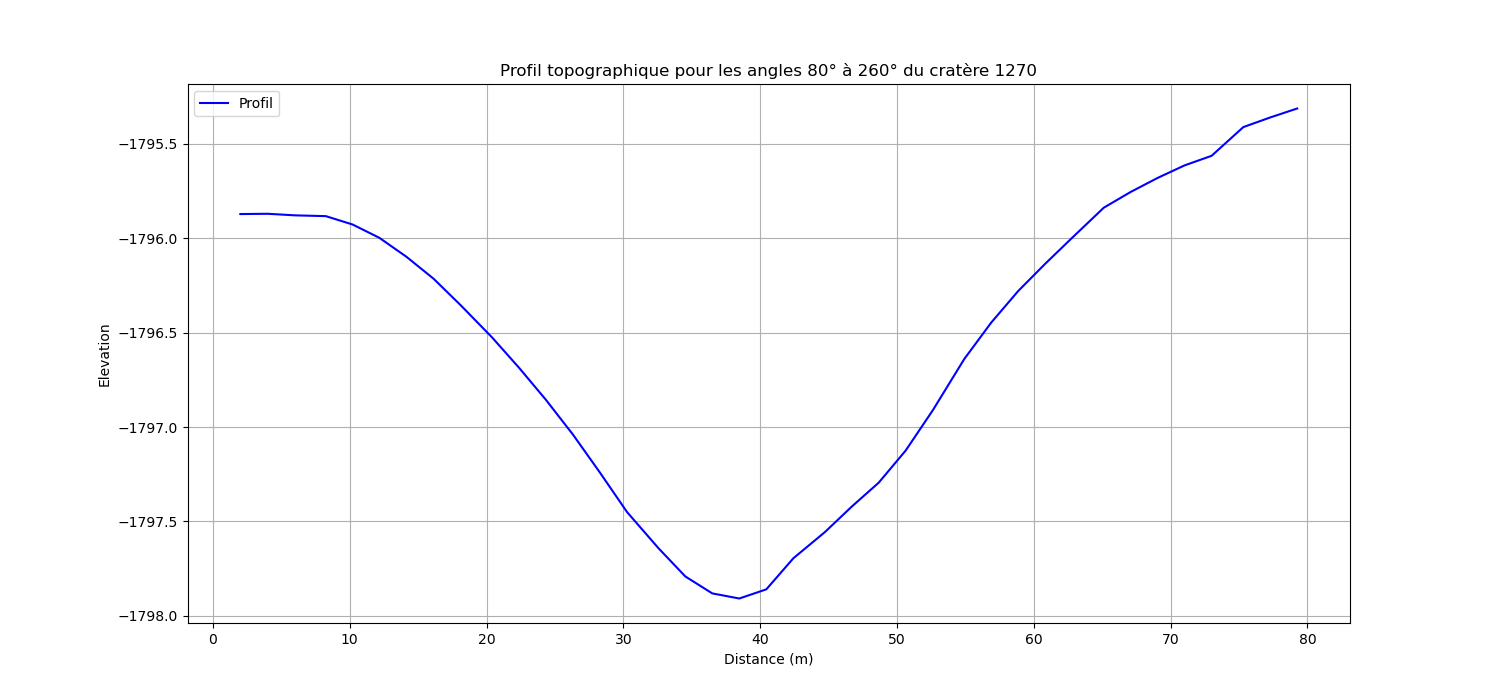 Profil topographique pour les angles 80° à 260° du cratère 1270
Profil
−1795.5
−1796.0
−1796.5
−1797.0
−1797.5
−1798.0
Elevation
0 10 20 30 40 50 60 70 80
Distance (m)